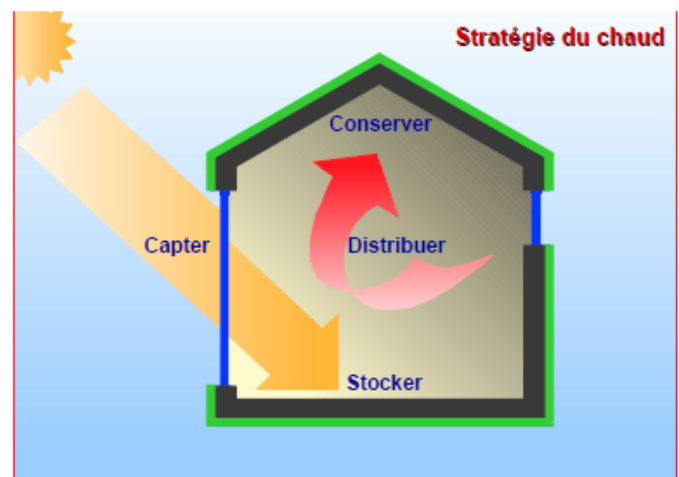 Stratégie du chaud
Conserver
Capter
Distribuer
Stocker